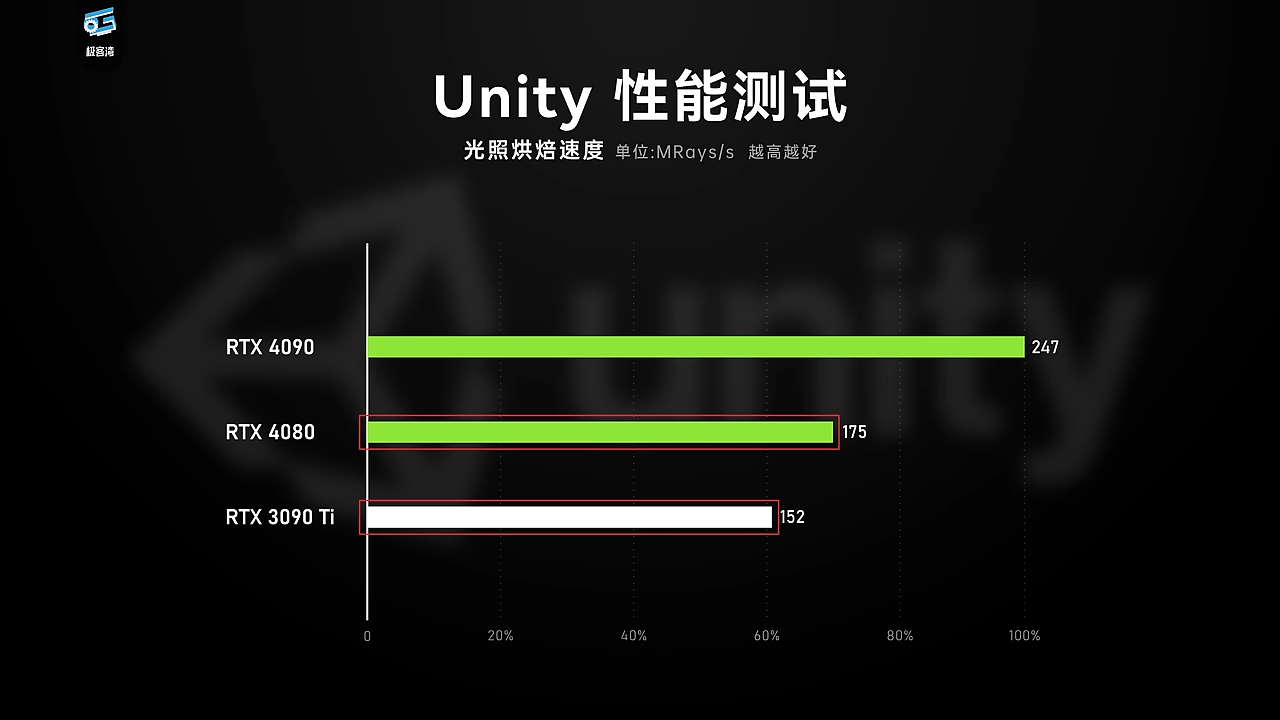 极客湾
Unity 性能测试
光照烘焙速度 单位:MRays/s 越高越好
unity
RTX 4090 247
RTX 4080 175
RTX 3090 Ti 152
0 20% 40% 60% 80% 100%